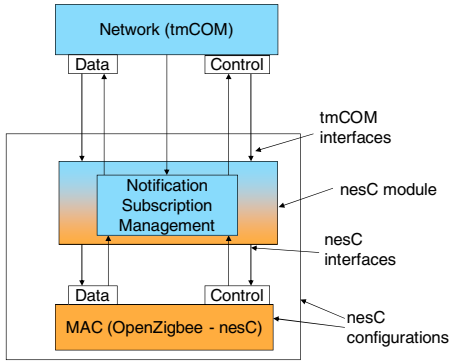 Network (tmCOM)
Data
Control
tmCOM
interfaces
Notification
Subscription
Management
nesC module
nesC
interfaces
Data
Control
MAC (OpenZigbee - nesC)
nesC
configurations